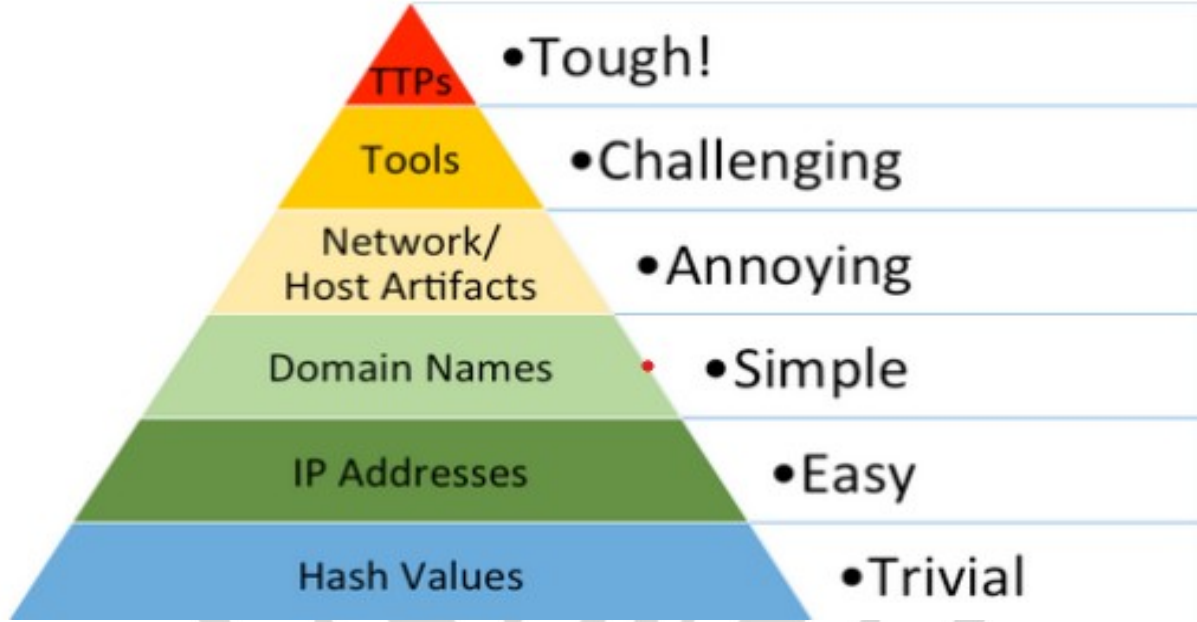 TTPs
•Tough!
Tools
•Challenging
Network/
Host Artifacts
•Annoying
Domain Names
•Simple
IP Addresses
•Easy
Hash Values
•Trivial